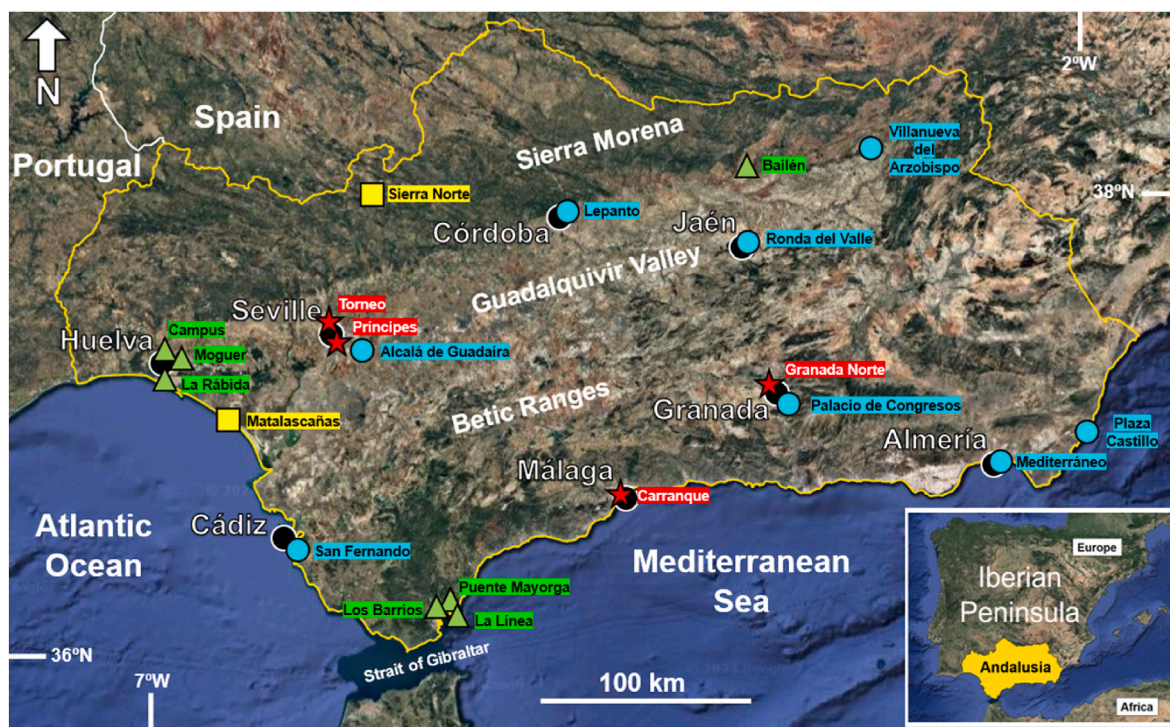 N
2ºW
Spain
Portugal
Sierra Morena
Villanueva
del
Arzobispo
Bailén
38ºN
Sierra Norte
Lepanto
Córdoba
Jaén
Ronda del Valle
Guadalquivir Valley
Seville
Torneo
Príncipes
Alcalá de Guadaíra
Huelva
Campus
Moguer
La Rábida
Matalascañas
Betic Ranges
Granada Norte
Granada
Palacio de Congresos
Plaza
Castillo
Almería
Mediterráneo
Málaga
Carranque
Atlantic
Ocean
Cádiz
San Fernando
Mediterranean
Sea
Puente Mayorga
Los Barrios
La Línea
36ºN
Strait of Gibraltar
7ºW
100 km
Europe
Iberian
Peninsula
Andalusia
Africa